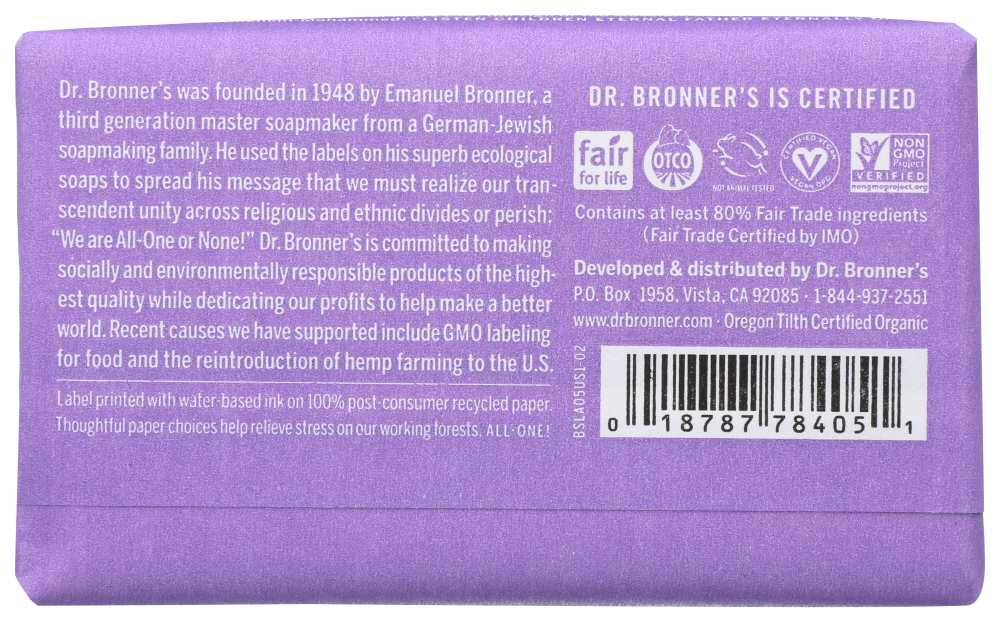 LISTEN CHILDREN ETERNAL FATHER ETERNALLY
Dr. Bronner's was founded in 1948 by Emanuel Bronner, a
third generation master soapmaker from a German-Jewish
soapmaking family. He used the labels on his superb ecological
soaps to spread his message that we must realize our tran-
scendent unity across religious and ethnic divides or perish:
"We are All-One or None!" Dr. Bronner's is committed to making
socially and environmentally responsible products of the high-
est quality while dedicating our profits to help make a better
world. Recent causes we have supported include GMO labeling
for food and the reintroduction of hemp farming to the U.S.
Label printed with water-based ink on 100% post-consumer recycled paper.
Thoughtful paper choices help relieve stress on our working forests. ALL-ONE!
DR. BRONNER'S IS CERTIFIED
fair
for life
OTCO
NOT ANIMAL TESTED
CERTIFIED VEGAN
VEGAN.ORG
NON
GMO
Project
VERIFIED
nongmoproject.org
Contains at least 80% Fair Trade ingredients
(Fair Trade Certified by IMO)
Developed & distributed by Dr. Bronner's
P.O. Box 1958, Vista, CA 92085 · 1-844-937-2551
www.drbronner.com · Oregon Tilth Certified Organic
BSLA05US1-02
0 18787 78405 1